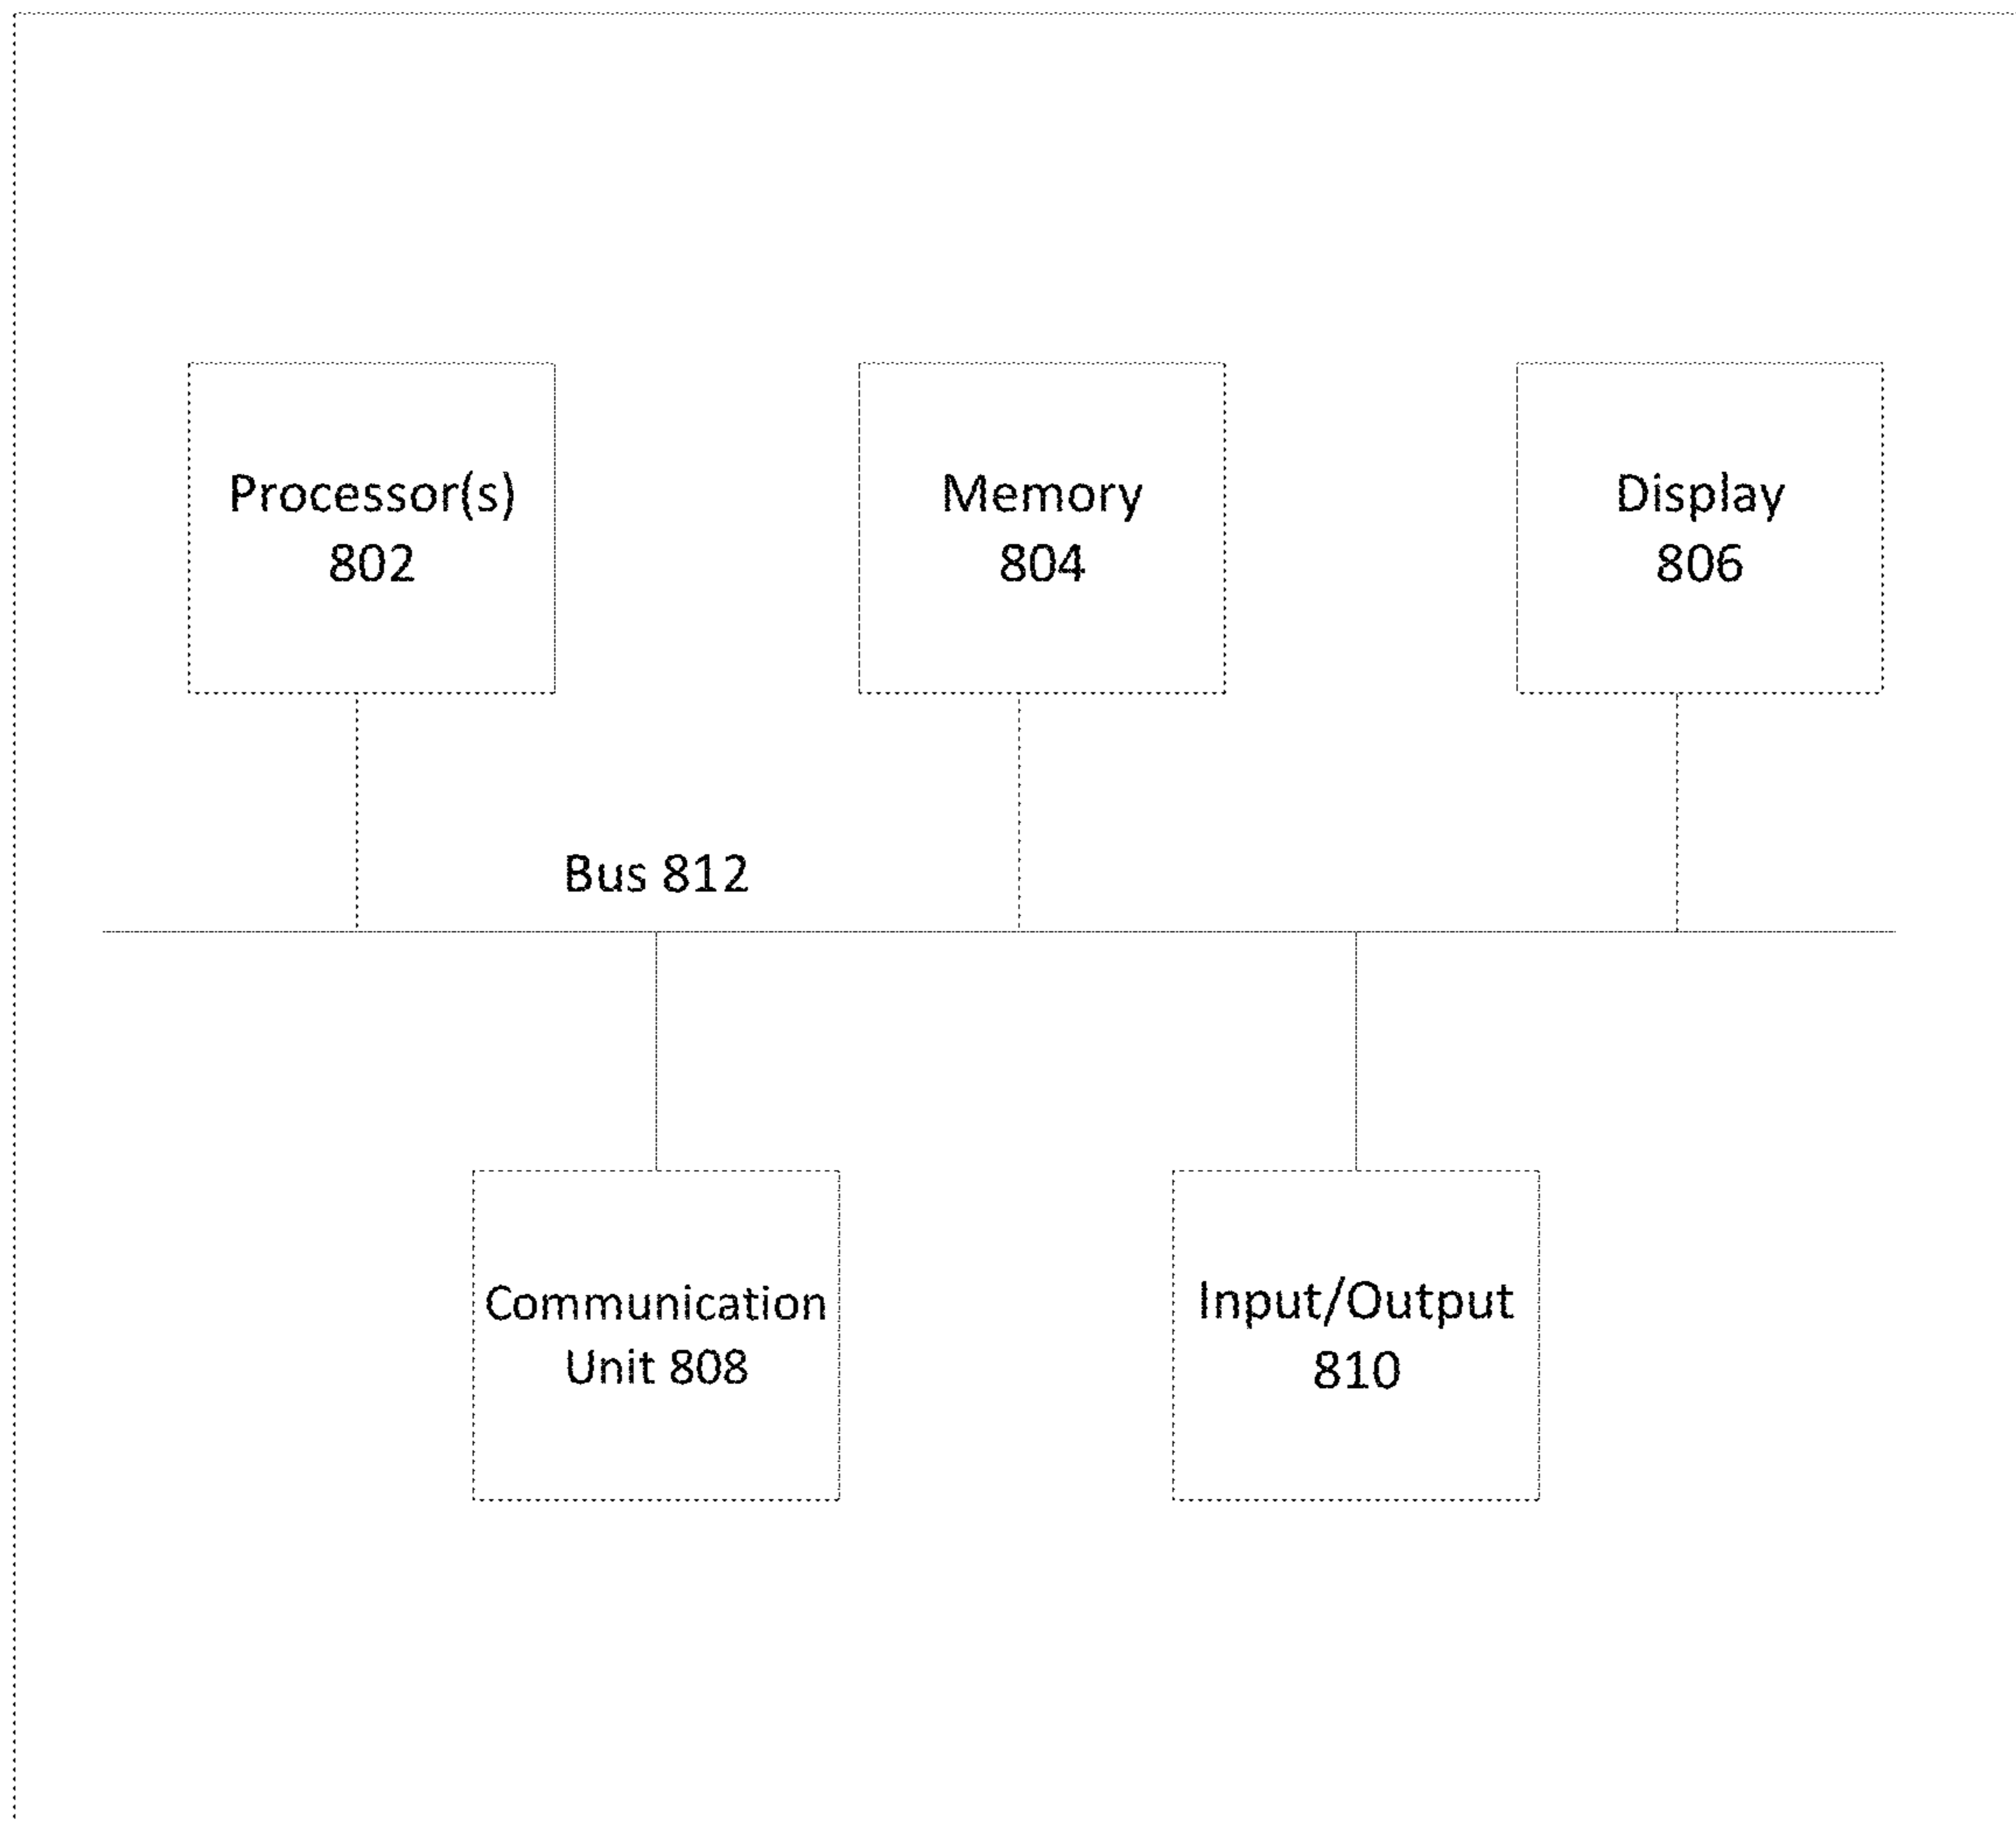 Processor(s)
802
Memory
804
Display
806
Bus 812
Communication
Unit 808
Input/Output
810